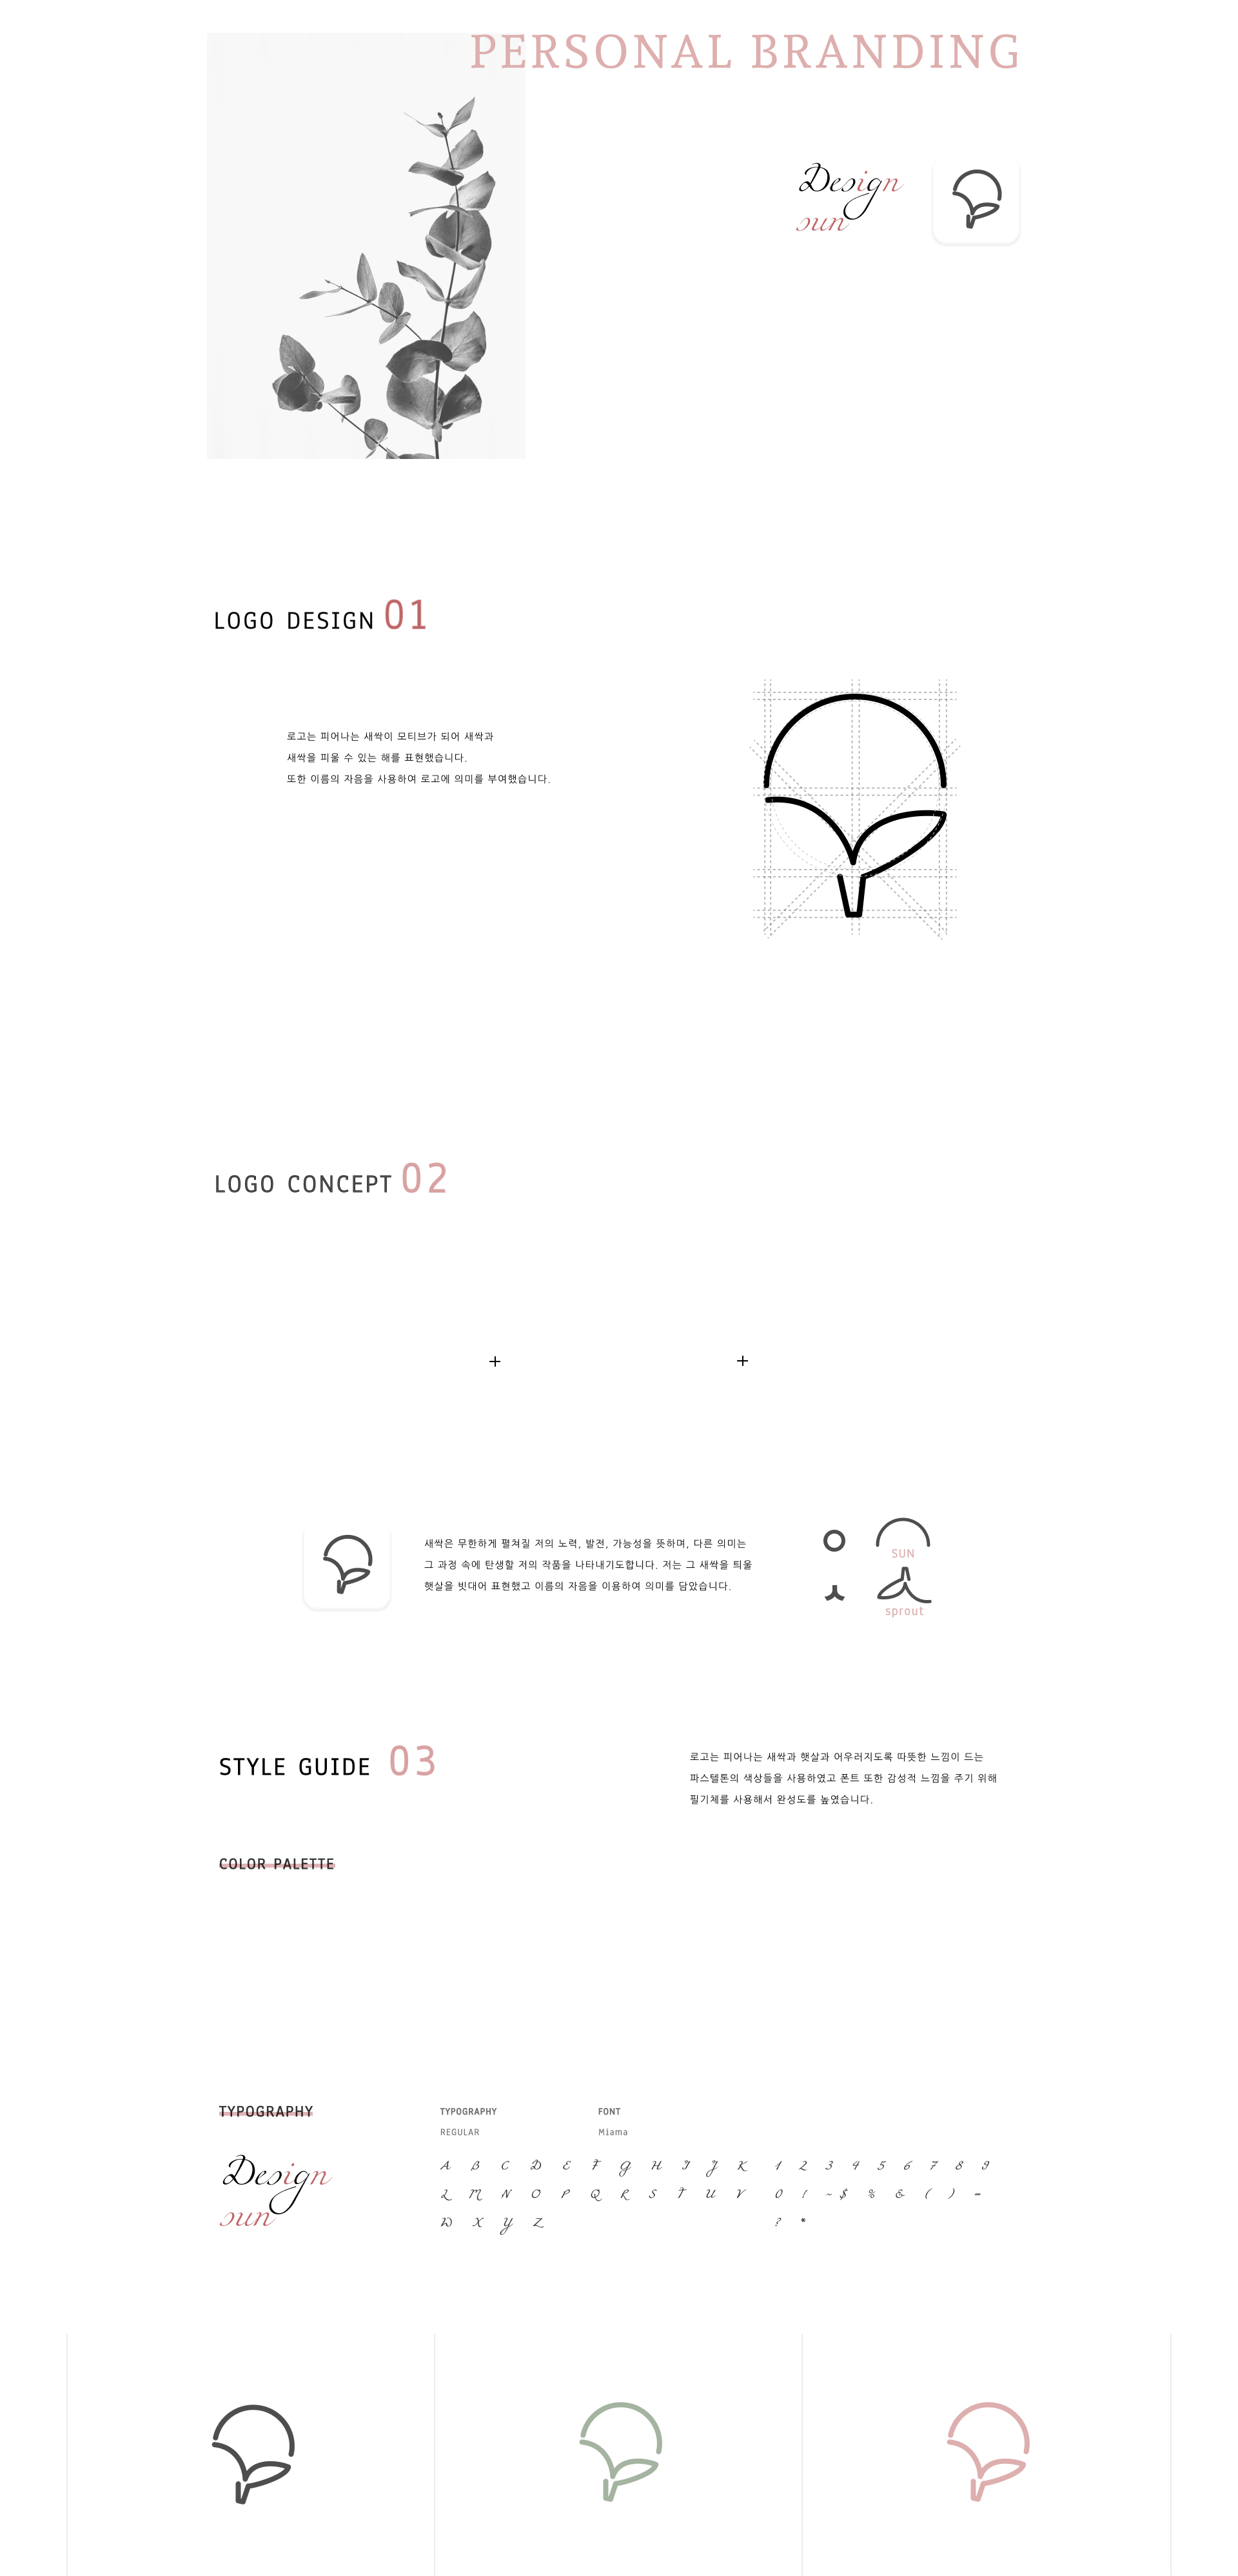 PERSONAL BRANDING
Design
sun
LOGO DESIGN 01
로고는 피어나는 새싹이 모티브가 되어 새싹과
새싹을 피울 수 있는 해를 표현했습니다.
또한 이름의 자음을 사용하여 로고에 의미를 부여했습니다.
LOGO CONCEPT 02
+ +
새싹은 무한하게 펼쳐질 저의 노력, 발전, 가능성을 뜻하며, 다른 의미는
그 과정 속에 탄생할 저의 작품을 나타내기도합니다. 저는 그 새싹을 틔울
햇살을 빗대어 표현했고 이름의 자음을 이용하여 의미를 담았습니다.
ㅇ
SUN
ㅅ
sprout
STYLE GUIDE 03
로고는 피어나는 새싹과 햇살과 어우러지도록 따뜻한 느낌이 드는
파스텔톤의 색상들을 사용하였고 폰트 또한 감성적 느낌을 주기 위해
필기체를 사용해서 완성도를 높였습니다.
COLOR PALETTE
TYPOGRAPHY
TYPOGRAPHY FONT
REGULAR Miama
Design
sun
A B C D E F G H I J K 1 2 3 4 5 6 7 8 9
L M N O P Q R S T U V 0 ! ~ $ % & ( ) =
W X Y Z ? *